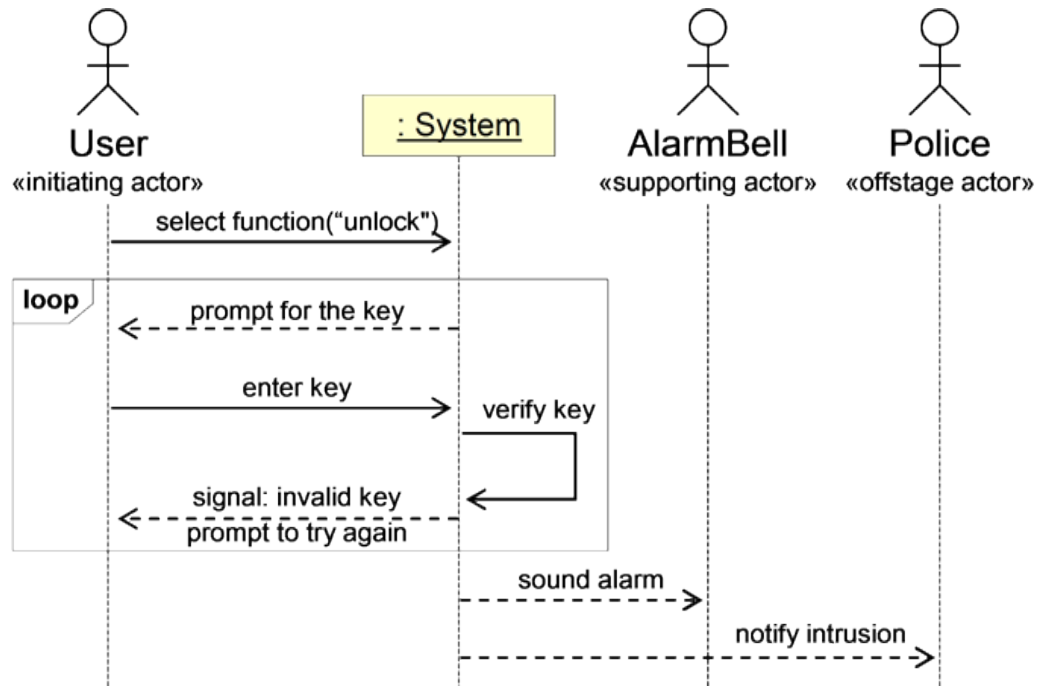 User
«initiating actor»
: System
AlarmBell
«supporting actor»
Police
«offstage actor»
select function(“unlock")
loop
prompt for the key
enter key
verify key
signal: invalid key
prompt to try again
sound alarm
notify intrusion